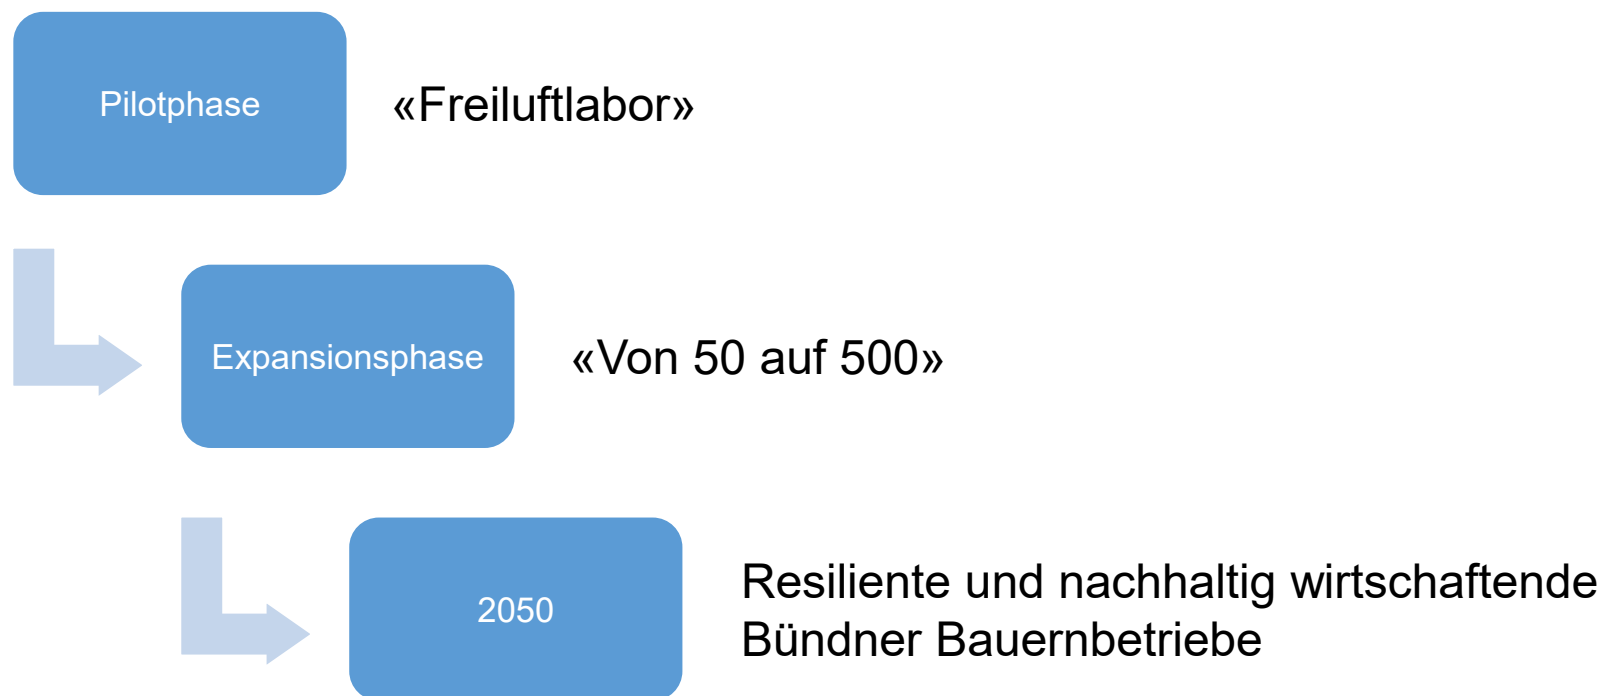 Pilotphase
«Freiluftlabor»
Expansionsphase
«Von 50 auf 500»
2050
Resiliente und nachhaltig wirtschaftende
Bündner Bauernbetriebe